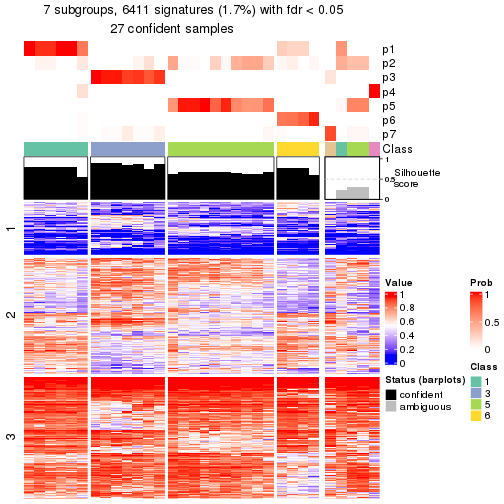 7 subgroups, 6411 signatures (1.7%) with fdr < 0.05
27 confident samples
p1
p2
p3
p4
p5
p6
p7
Class
1
0.5
0
Silhouette
score
1
2
3
Value
1
0.8
0.6
0.4
0.2
0
Prob
1
0.5
0
Status (barplots)
confident
ambiguous
Class
1
3
5
6